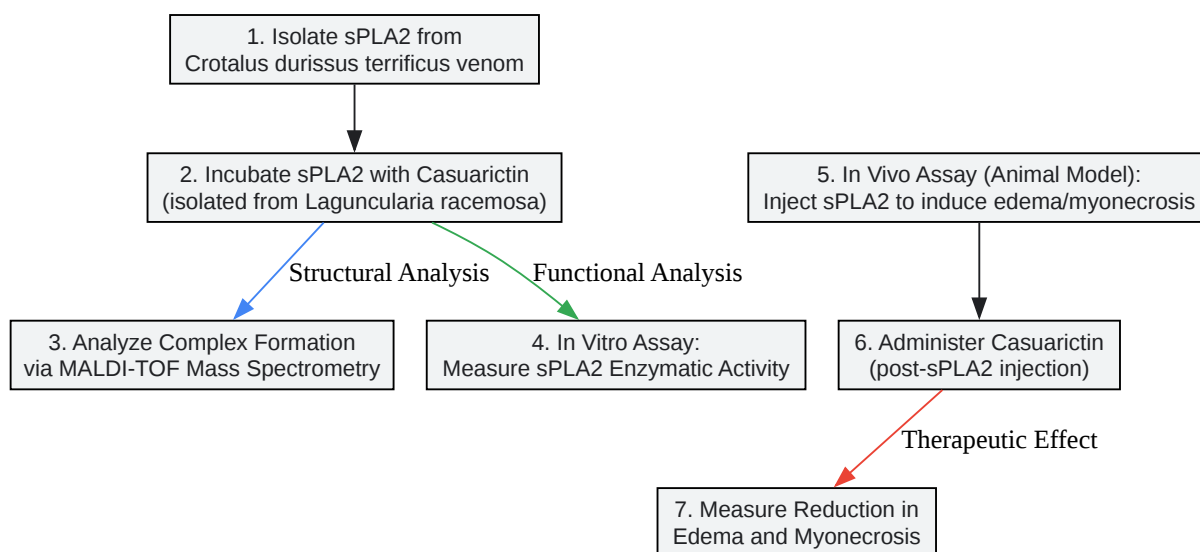 1. Isolate sPLA2 from
Crotalus durissus terrificus venom
2. Incubate sPLA2 with Casuarictin
(isolated from Laguncularia racemosa)
5. In Vivo Assay (Animal Model):
Inject sPLA2 to induce edema/myonecrosis
Structural Analysis
Functional Analysis
3. Analyze Complex Formation
via MALDI-TOF Mass Spectrometry
4. In Vitro Assay:
Measure sPLA2 Enzymatic Activity
6. Administer Casuarictin
(post-sPLA2 injection)
Therapeutic Effect
7. Measure Reduction in
Edema and Myonecrosis